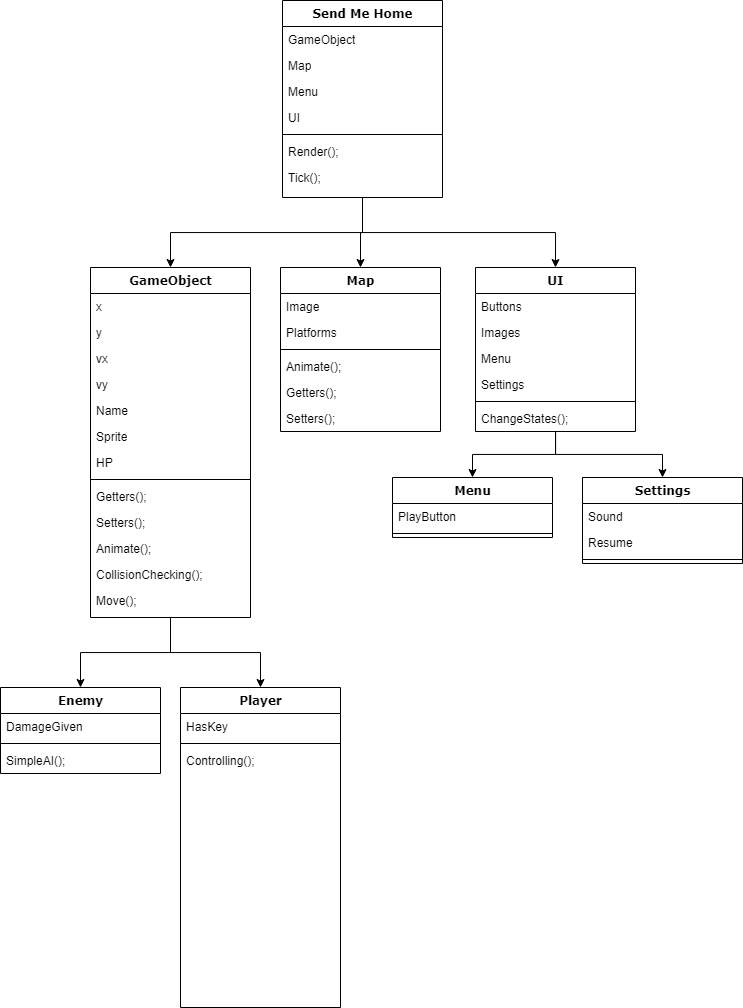 Send Me Home
GameObject
Map
Menu
UI
Render();
Tick();
GameObject
x
y
vx
vy
Name
Sprite
HP
Getters();
Setters();
Animate();
CollisionChecking();
Move();
Map
Image
Platforms
Animate();
Getters();
Setters();
UI
Buttons
Images
Menu
Settings
ChangeStates();
Menu
PlayButton
Settings
Sound
Resume
Enemy
DamageGiven
SimpleAI();
Player
HasKey
Controlling();